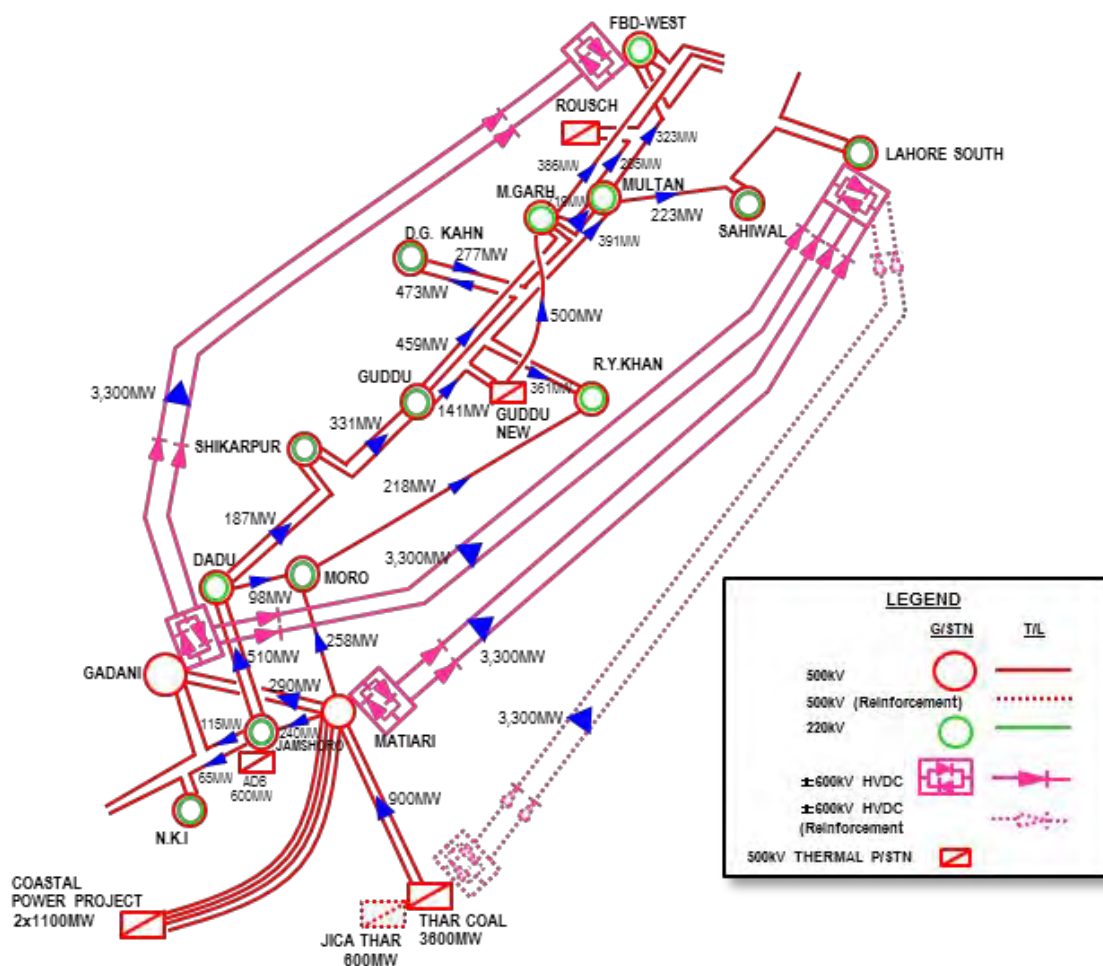 FBD-WEST
ROUSCH
323MW
386MW
265MW
LAHORE SOUTH
M.GARH
MULTAN
219MW
223MW
SAHIWAL
391MW
D.G. KAHN
277MW
473MW
500MW
459MW
R.Y.KHAN
GUDDU
361MW
141MW
GUDDU
NEW
3,300MW
331MW
SHIKARPUR
218MW
187MW
DADU
3,300MW
MORO
98MW
258MW
510MW
3,300MW
GADANI
290MW
3,300MW
115MW
240MW
JAMSHORO
MATIARI
65MW
ADB
600MW
900MW
N.K.I
COASTAL
POWER PROJECT
2x1100MW
THAR COAL
3600MW
JICA THAR
600MW
LEGEND
G/STN T/L
500kV
500kV (Reinforcement)
220kV
±600kV HVDC
±600kV HVDC
(Reinforcement
500kV THERMAL P/STN